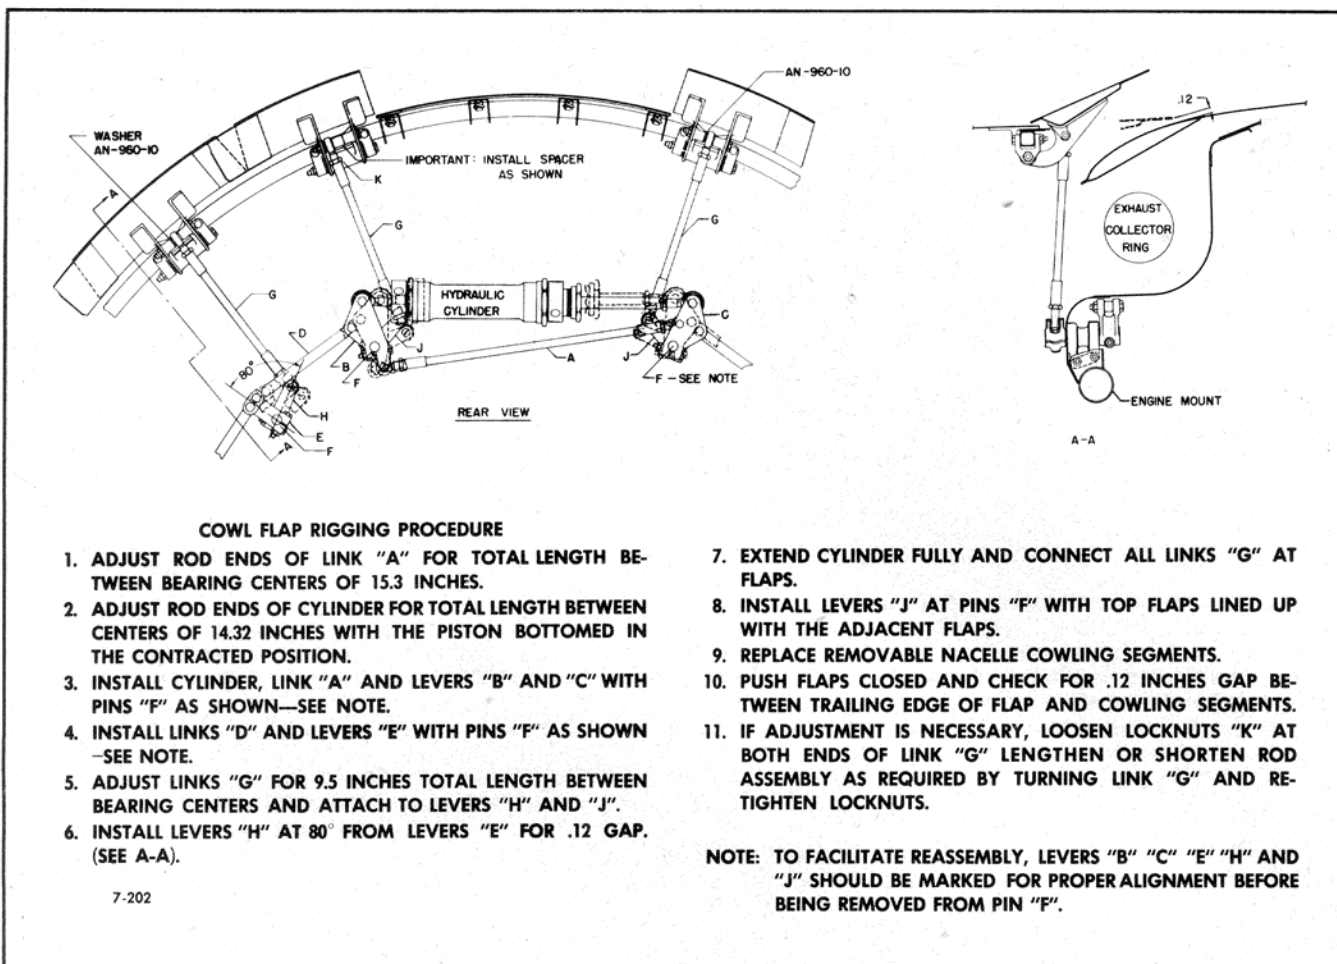 AN-960-10
WASHER
AN-960-10
A
IMPORTANT: INSTALL SPACER
AS SHOWN
K
G
G
G
HYDRAULIC
CYLINDER
D
80°
B
F
J
A
J
C
F-SEE NOTE
H
E
F
A
REAR VIEW
.12
EXHAUST
COLLECTOR
RING
ENGINE MOUNT
A-A
COWL FLAP RIGGING PROCEDURE
1. ADJUST ROD ENDS OF LINK "A" FOR TOTAL LENGTH BE-
TWEEN BEARING CENTERS OF 15.3 INCHES.
2. ADJUST ROD ENDS OF CYLINDER FOR TOTAL LENGTH BETWEEN
CENTERS OF 14.32 INCHES WITH THE PISTON BOTTOMED IN
THE CONTRACTED POSITION.
3. INSTALL CYLINDER, LINK "A" AND LEVERS "B" AND "C" WITH
PINS "F" AS SHOWN—SEE NOTE.
4. INSTALL LINKS "D" AND LEVERS "E" WITH PINS "F" AS SHOWN
—SEE NOTE.
5. ADJUST LINKS "G" FOR 9.5 INCHES TOTAL LENGTH BETWEEN
BEARING CENTERS AND ATTACH TO LEVERS "H" AND "J".
6. INSTALL LEVERS "H" AT 80° FROM LEVERS "E" FOR .12 GAP.
(SEE A-A).
7-202
7. EXTEND CYLINDER FULLY AND CONNECT ALL LINKS "G" AT
FLAPS.
8. INSTALL LEVERS "J" AT PINS "F" WITH TOP FLAPS LINED UP
WITH THE ADJACENT FLAPS.
9. REPLACE REMOVABLE NACELLE COWLING SEGMENTS.
10. PUSH FLAPS CLOSED AND CHECK FOR .12 INCHES GAP BE-
TWEEN TRAILING EDGE OF FLAP AND COWLING SEGMENTS.
11. IF ADJUSTMENT IS NECESSARY, LOOSEN LOCKNUTS "K" AT
BOTH ENDS OF LINK "G" LENGTHEN OR SHORTEN ROD
ASSEMBLY AS REQUIRED BY TURNING LINK "G" AND RE-
TIGHTEN LOCKNUTS.
NOTE: TO FACILITATE REASSEMBLY, LEVERS "B" "C" "E" "H" AND
"J" SHOULD BE MARKED FOR PROPER ALIGNMENT BEFORE
BEING REMOVED FROM PIN "F".